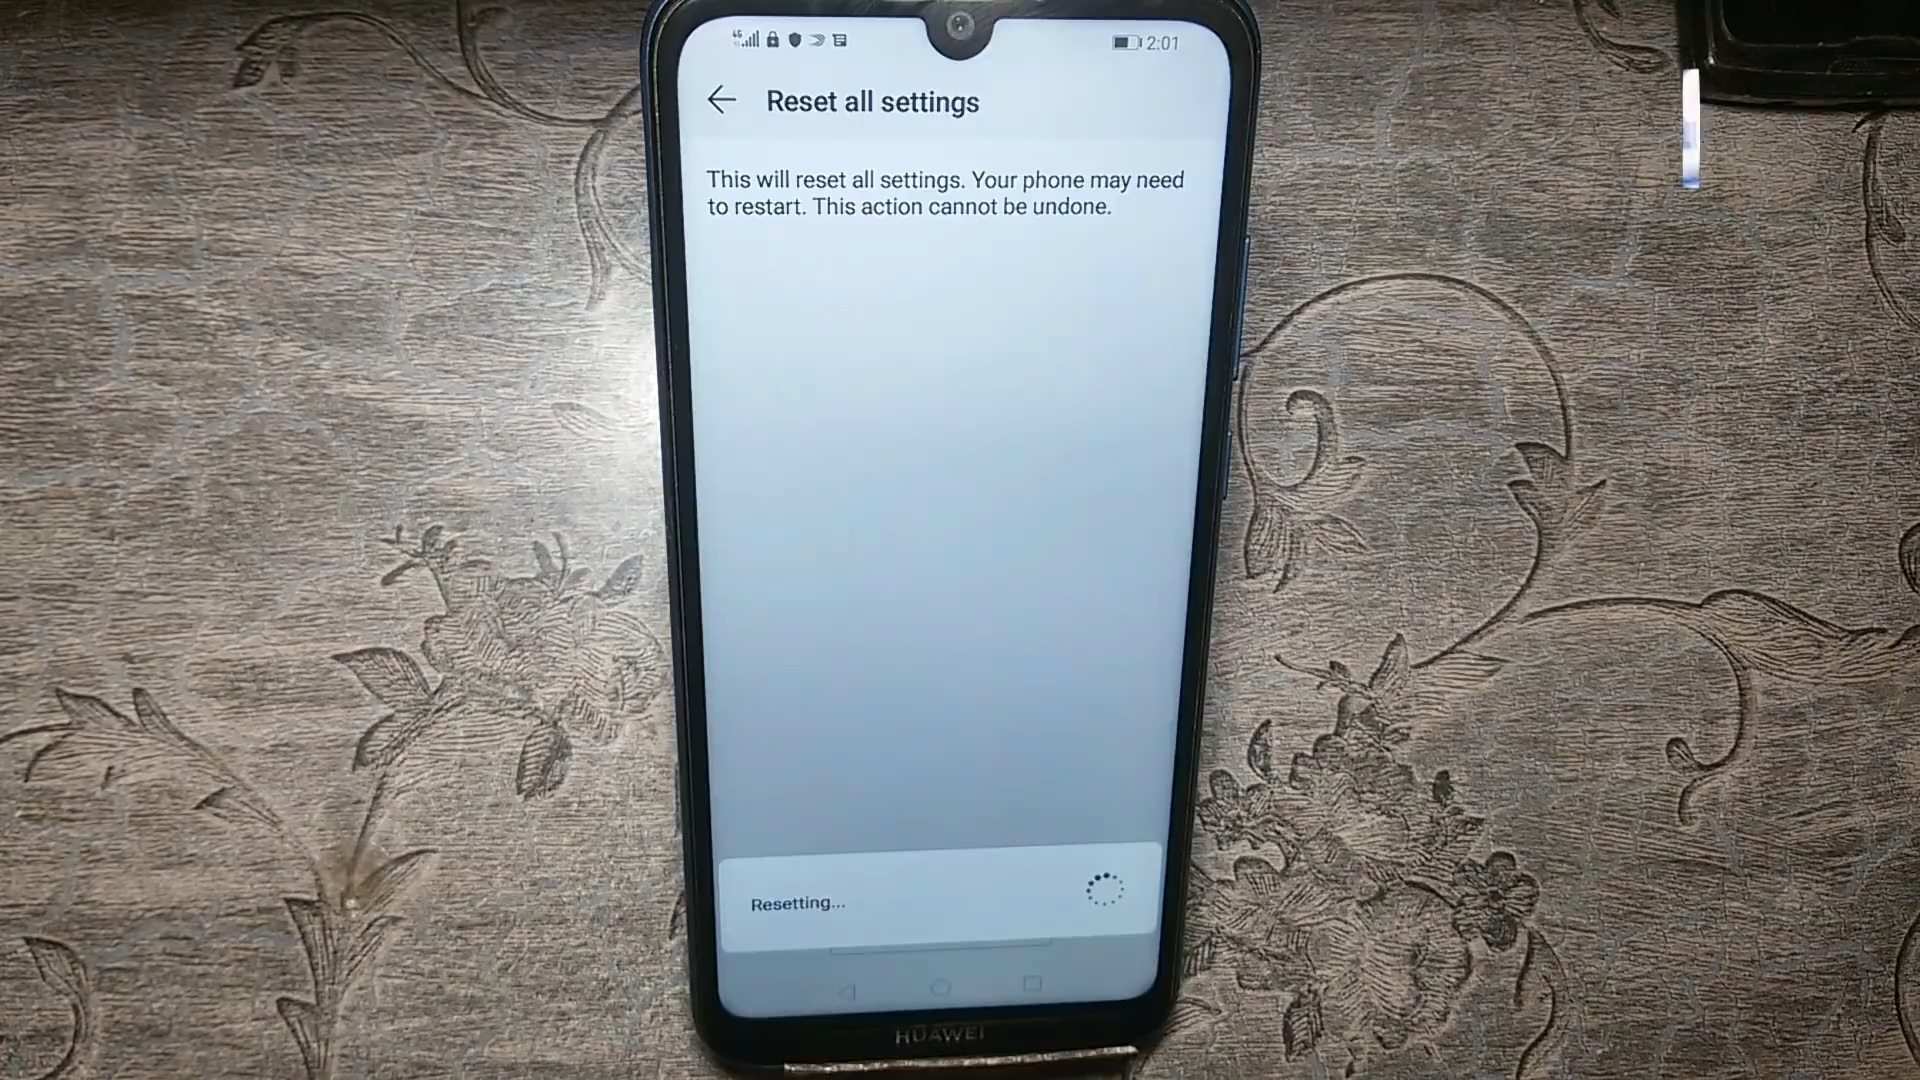 4G
2:01
Reset all settings
This will reset all settings. Your phone may need
to restart. This action cannot be undone.
Resetting...
HUAWEI